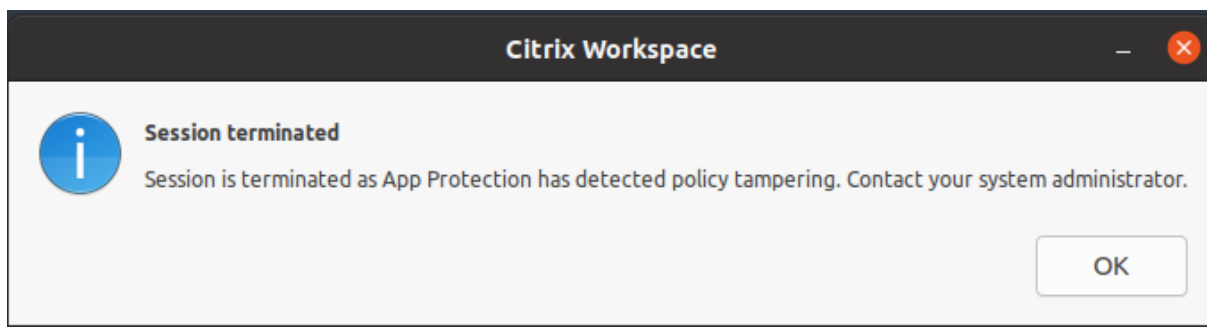 Citrix Workspace
Session terminated
Session is terminated as App Protection has detected policy tampering. Contact your system administrator.
OK